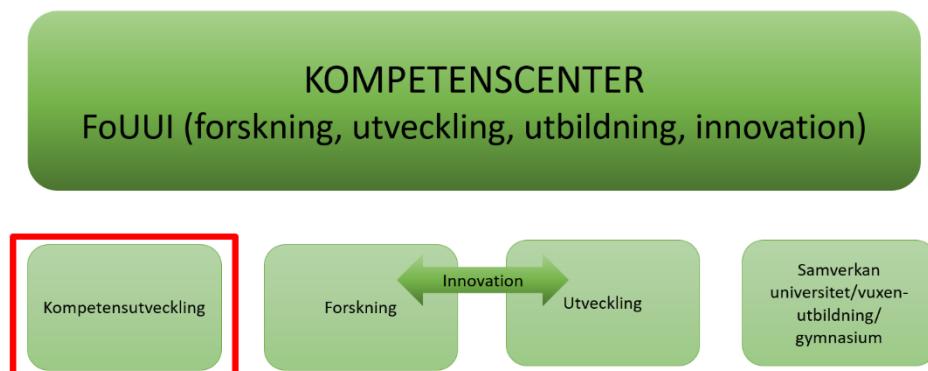 KOMPETENSCENTER
FoUUI (forskning, utveckling, utbildning, innovation)
Kompetensutveckling
Forskning
Innovation
Utveckling
Samverkan
universitet/vuxen-
utbildning/
gymnasium